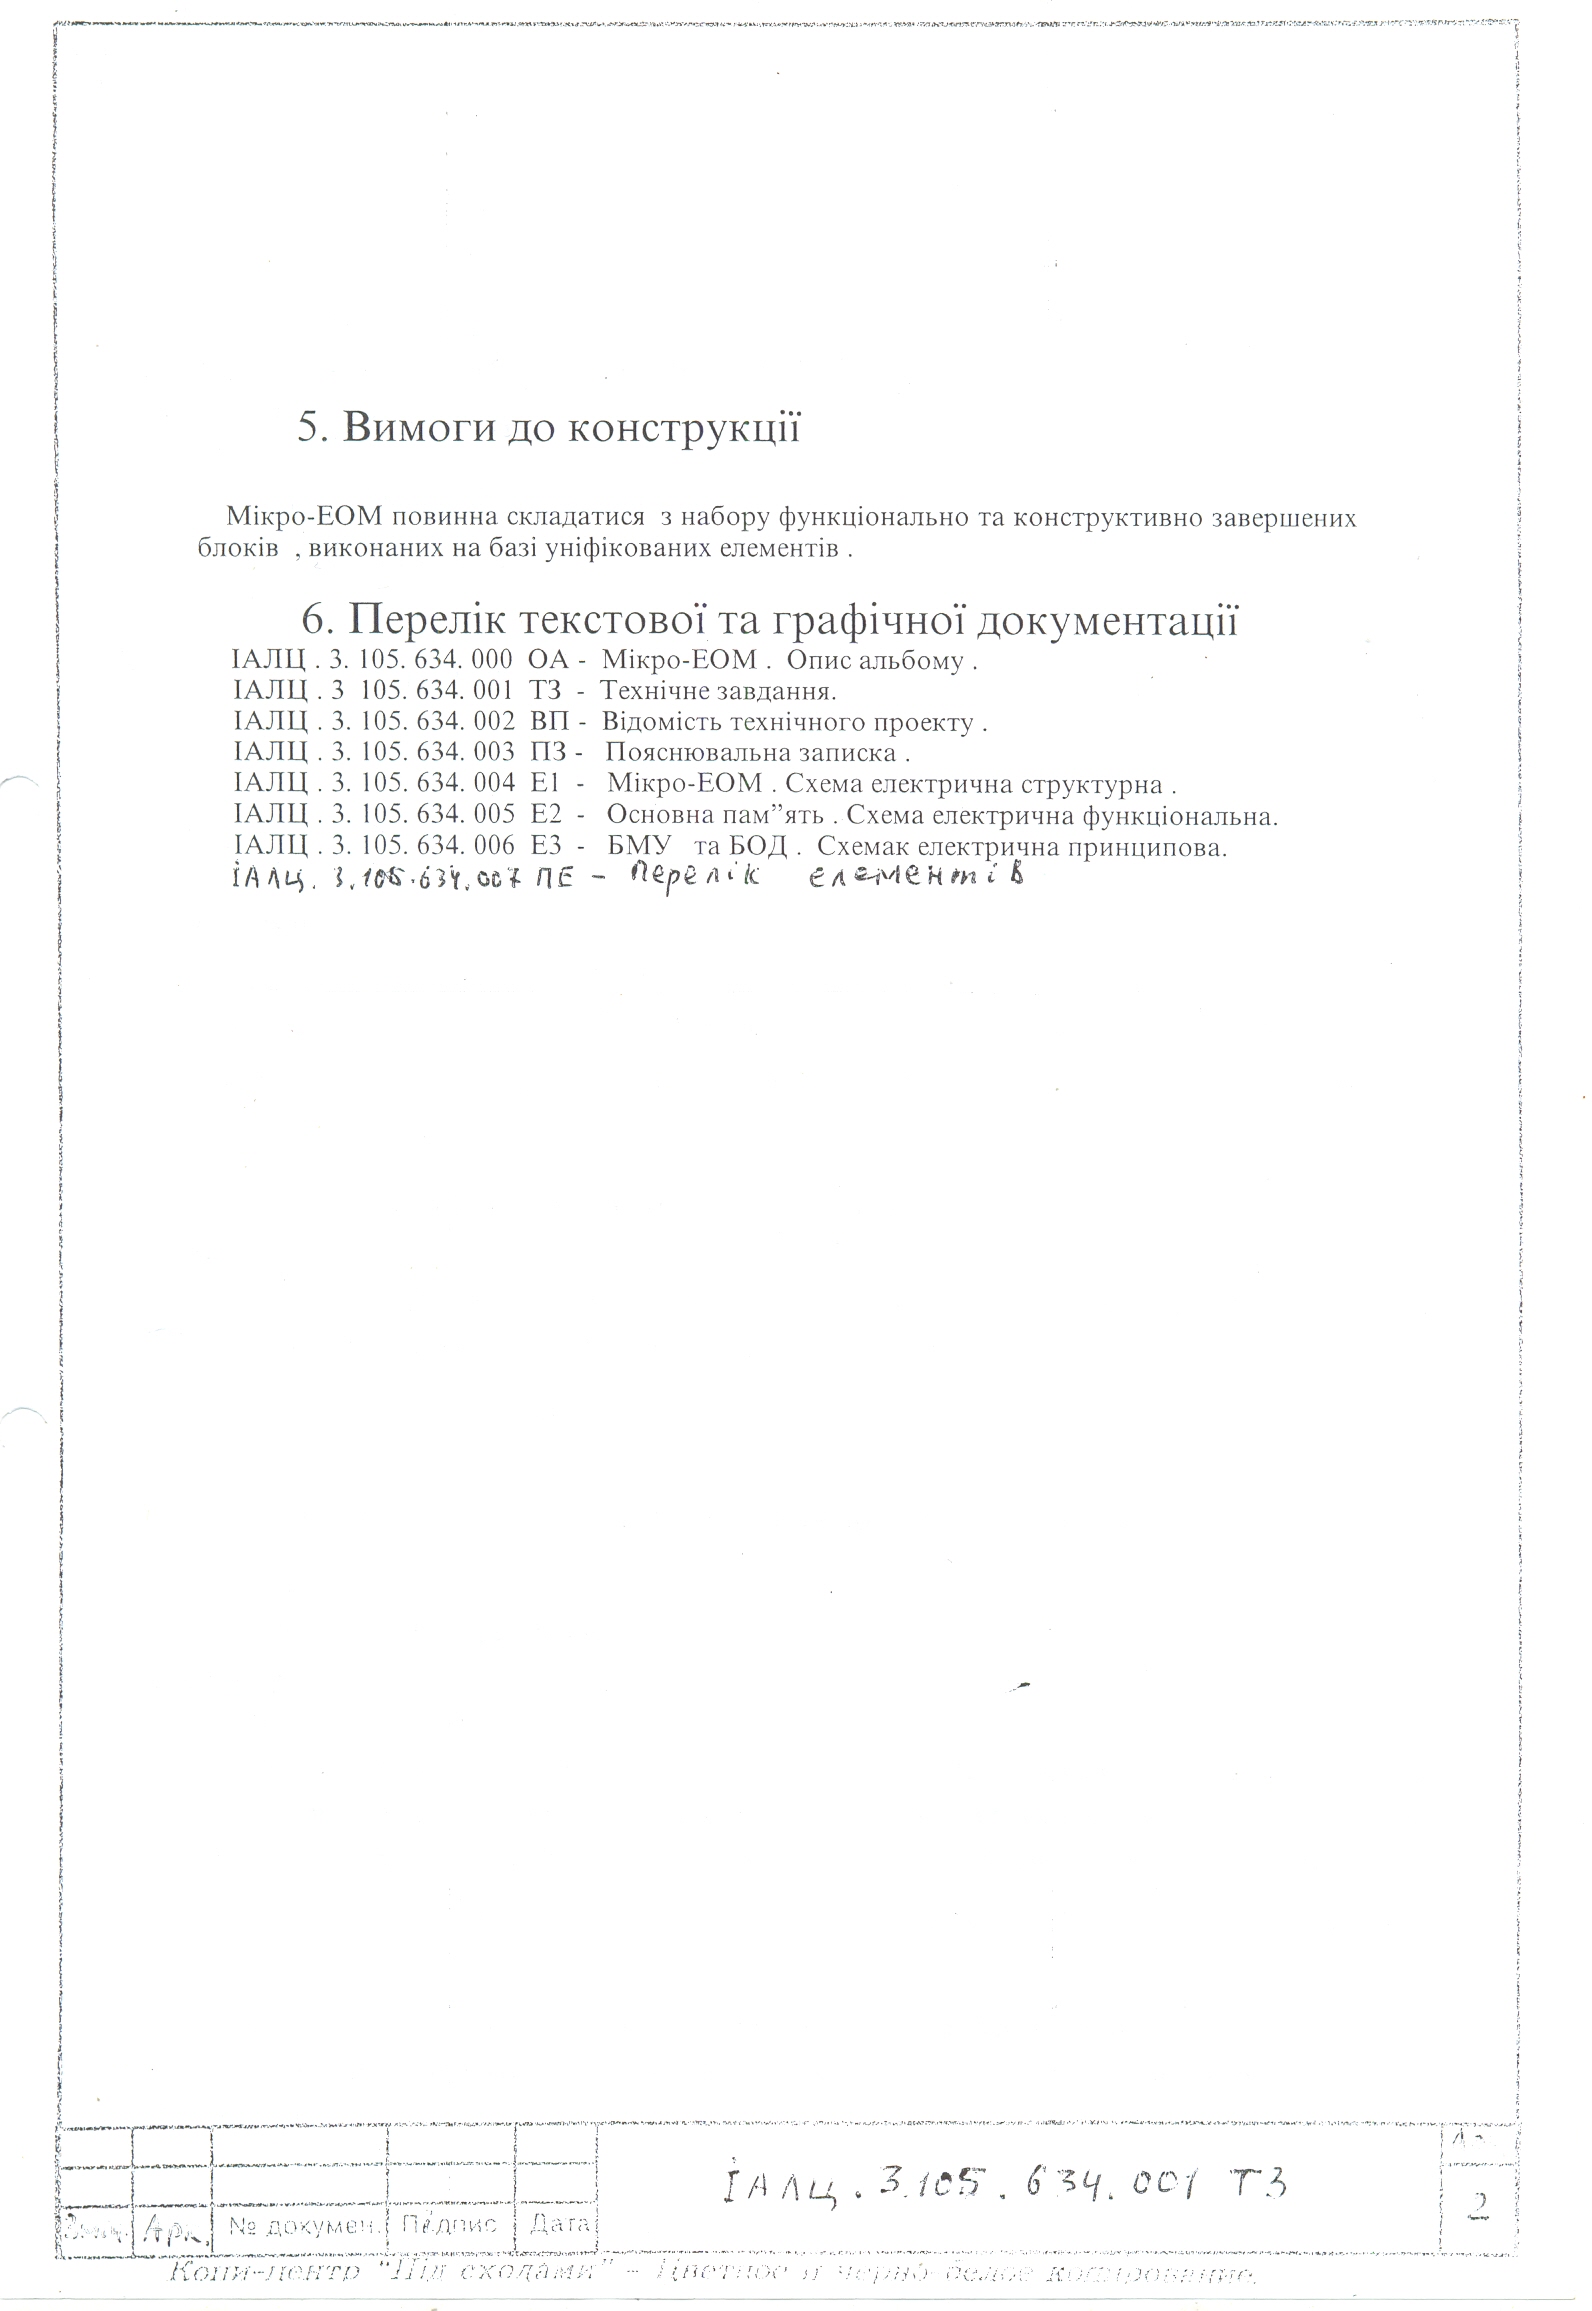 5. Вимоги до конструкції
Мікро-ЕОМ повинна складатися з набору функціонально та конструктивно завершених
блоків , виконаних на базі уніфікованих елементів .
6. Перелік текстової та графічної документації
ІАЛЦ . 3. 105. 634. 000 ОА - Мікро-ЕОМ . Опис альбому .
ІАЛЦ . 3 105. 634. 001 ТЗ - Технічне завдання.
ІАЛЦ . 3. 105. 634. 002 ВП - Відомість технічного проекту .
ІАЛЦ . 3. 105. 634. 003 ПЗ - Пояснювальна записка .
ІАЛЦ . 3. 105. 634. 004 Е1 - Мікро-ЕОМ . Схема електрична структурна .
ІАЛЦ . 3. 105. 634. 005 Е2 - Основна пам”ять . Схема електрична функціональна.
ІАЛЦ . 3. 105. 634. 006 Е3 - БМУ та БОД . Схемак електрична принципова.
ІАЛЦ. 3.105.634.007 ПЕ - Перелік елементів
ІАЛЦ . 3.105 . 634. 001 ТЗ
2
Арк. № докумен. Підпис Дата
Копи-центр "Під сходами" - Цветное и черно-белое копирование.